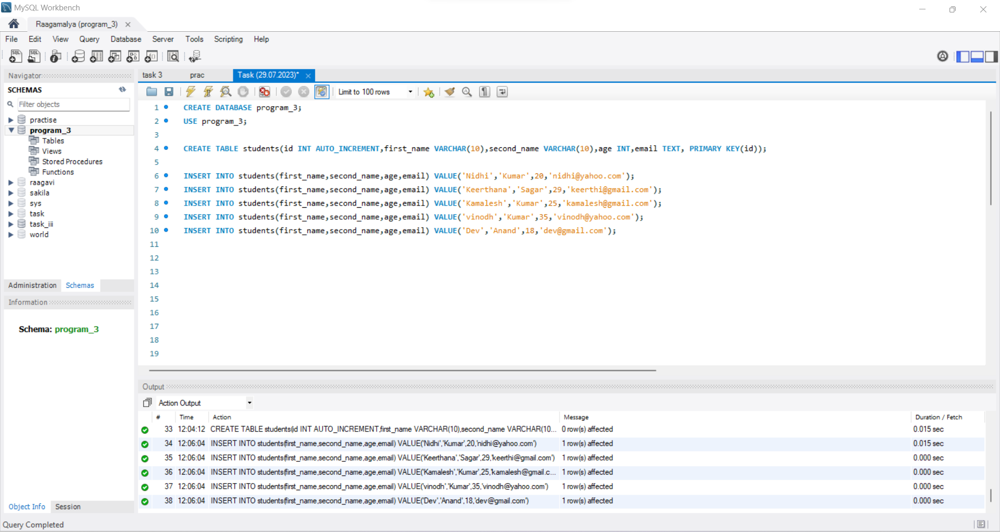 MySQL Workbench
Raagamalya (program_3)
File Edit View Query Database Server Tools Scripting Help
Navigator
SCHEMAS
Filter objects
practise
program_3
Tables
Views
Stored Procedures
Functions
raagavi
sakila
sys
task
task_iii
world
Administration Schemas
Information
Schema: program_3
Object Info Session
task 3 prac Task (29.07.2023)*
Limit to 100 rows
1 CREATE DATABASE program_3;
2 USE program_3;
3
4 CREATE TABLE students(id INT AUTO_INCREMENT,first_name VARCHAR(10),second_name VARCHAR(10),age INT,email TEXT, PRIMARY KEY(id));
5
6 INSERT INTO students(first_name,second_name,age,email) VALUE('Nidhi','Kumar',20,'nidhi@yahoo.com');
7 INSERT INTO students(first_name,second_name,age,email) VALUE('Keerthana','Sagar',29,'keerthi@gmail.com');
8 INSERT INTO students(first_name,second_name,age,email) VALUE('Kamalesh','Kumar',25,'kamalesh@gmail.com');
9 INSERT INTO students(first_name,second_name,age,email) VALUE('vinodh','Kumar',35,'vinodh@yahoo.com');
10 INSERT INTO students(first_name,second_name,age,email) VALUE('Dev','Anand',18,'dev@gmail.com');
11
12
13
14
15
16
17
18
19
Output
Action Output
# Time Action Message Duration / Fetch
33 12:04:12 CREATE TABLE students(id INT AUTO_INCREMENT,first_name VARCHAR(10),second_name VARCHAR(10... 0 row(s) affected 0.015 sec
34 12:06:04 INSERT INTO students(first_name,second_name,age,email) VALUE('Nidhi','Kumar',20,'nidhi@yahoo.com') 1 row(s) affected 0.015 sec
35 12:06:04 INSERT INTO students(first_name,second_name,age,email) VALUE('Keerthana','Sagar',29,'keerthi@gmail.com') 1 row(s) affected 0.000 sec
36 12:06:04 INSERT INTO students(first_name,second_name,age,email) VALUE('Kamalesh','Kumar',25,'kamalesh@gmail.c... 1 row(s) affected 0.000 sec
37 12:06:04 INSERT INTO students(first_name,second_name,age,email) VALUE('vinodh','Kumar',35,'vinodh@yahoo.com') 1 row(s) affected 0.000 sec
38 12:06:04 INSERT INTO students(first_name,second_name,age,email) VALUE('Dev','Anand',18,'dev@gmail.com') 1 row(s) affected 0.000 sec
Query Completed